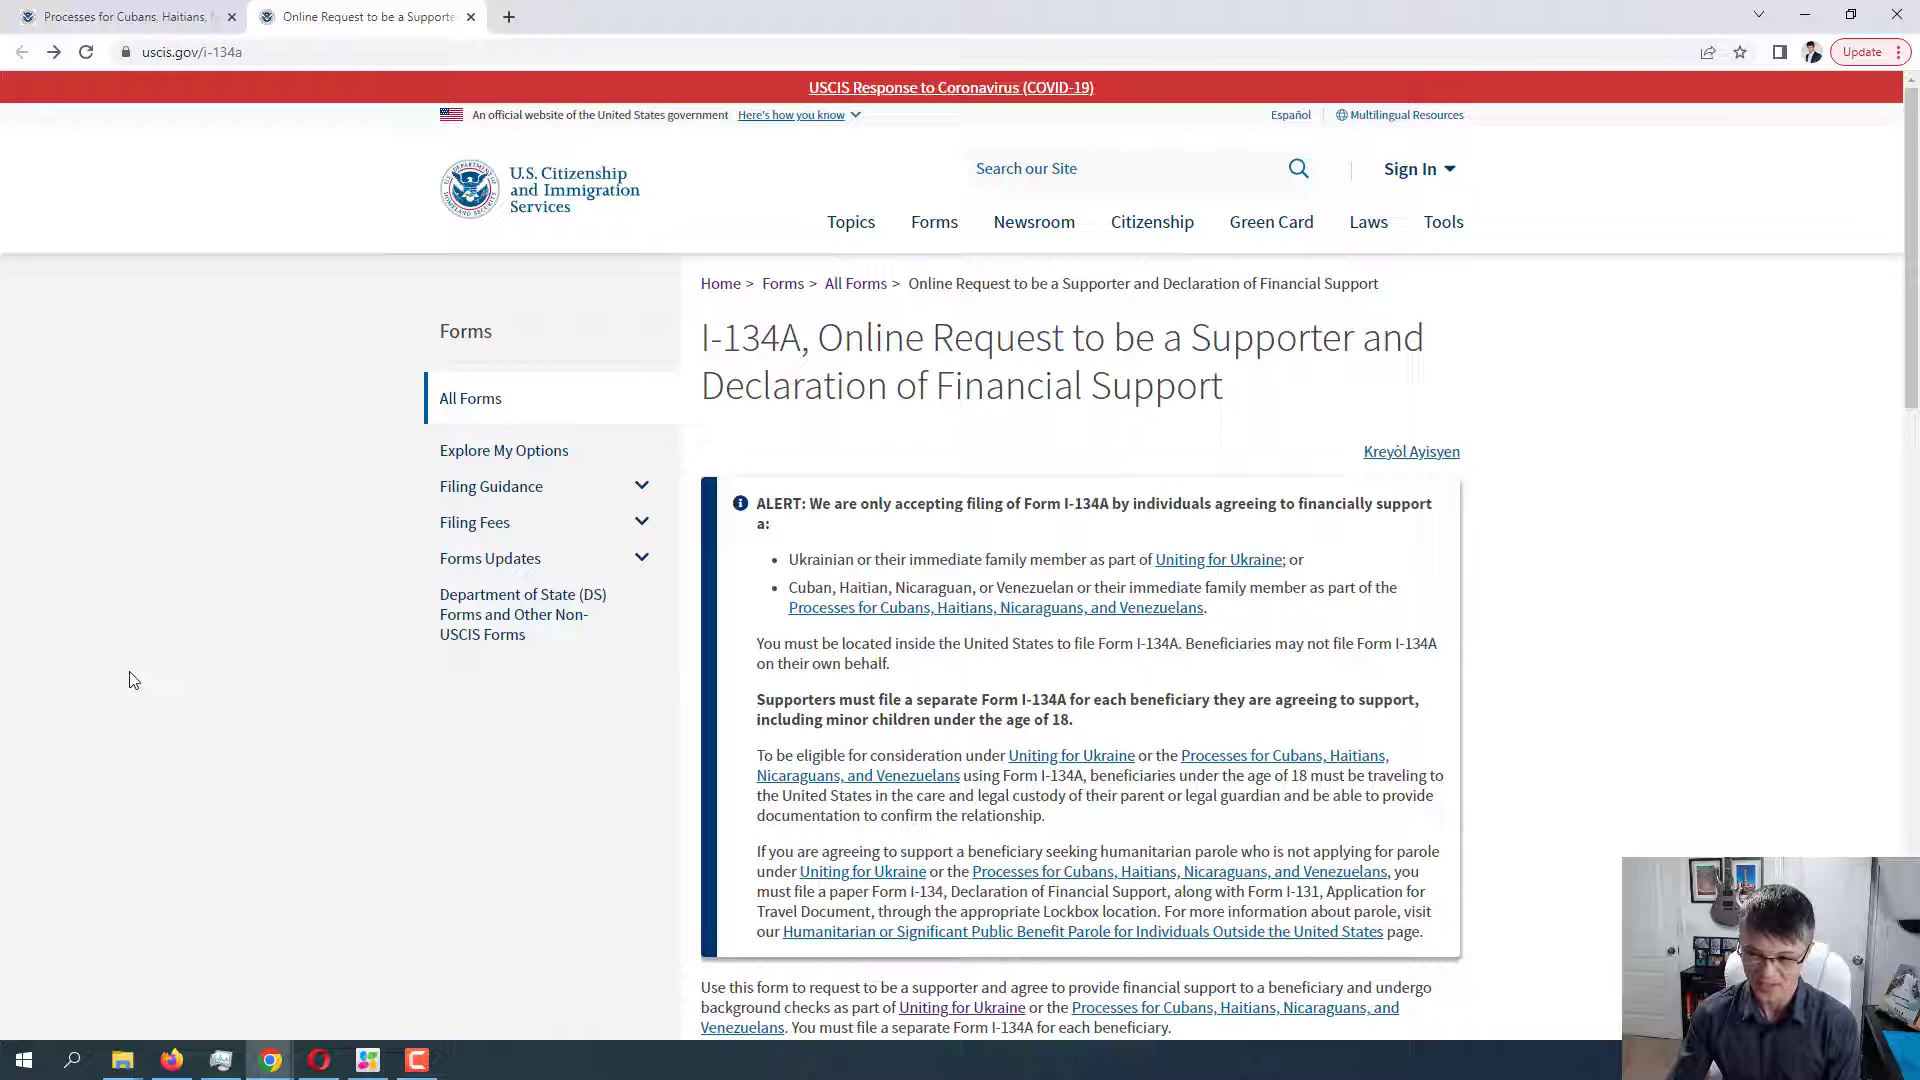 Processes for Cubans, Haitians,
Online Request to be a Supporte
uscis.gov/i-134a
Update
USCIS Response to Coronavirus (COVID-19)
An official website of the United States government Here's how you know
Español
Multilingual Resources
U.S. Citizenship
and Immigration
Services
Search our Site
Sign In
Topics Forms Newsroom Citizenship Green Card Laws Tools
Home > Forms > All Forms > Online Request to be a Supporter and Declaration of Financial Support
Forms
All Forms
Explore My Options
Filing Guidance
Filing Fees
Forms Updates
Department of State (DS)
Forms and Other Non-
USCIS Forms
I-134A, Online Request to be a Supporter and
Declaration of Financial Support
Kreyòl Ayisyen
ALERT: We are only accepting filing of Form I-134A by individuals agreeing to financially support
a:
• Ukrainian or their immediate family member as part of Uniting for Ukraine; or
• Cuban, Haitian, Nicaraguan, or Venezuelan or their immediate family member as part of the
Processes for Cubans, Haitians, Nicaraguans, and Venezuelans.
You must be located inside the United States to file Form I-134A. Beneficiaries may not file Form I-134A
on their own behalf.
Supporters must file a separate Form I-134A for each beneficiary they are agreeing to support,
including minor children under the age of 18.
To be eligible for consideration under Uniting for Ukraine or the Processes for Cubans, Haitians,
Nicaraguans, and Venezuelans using Form I-134A, beneficiaries under the age of 18 must be traveling to
the United States in the care and legal custody of their parent or legal guardian and be able to provide
documentation to confirm the relationship.
If you are agreeing to support a beneficiary seeking humanitarian parole who is not applying for parole
under Uniting for Ukraine or the Processes for Cubans, Haitians, Nicaraguans, and Venezuelans, you
must file a paper Form I-134, Declaration of Financial Support, along with Form I-131, Application for
Travel Document, through the appropriate Lockbox location. For more information about parole, visit
our Humanitarian or Significant Public Benefit Parole for Individuals Outside the United States page.
Use this form to request to be a supporter and agree to provide financial support to a beneficiary and undergo
background checks as part of Uniting for Ukraine or the Processes for Cubans, Haitians, Nicaraguans, and
Venezuelans. You must file a separate Form I-134A for each beneficiary.